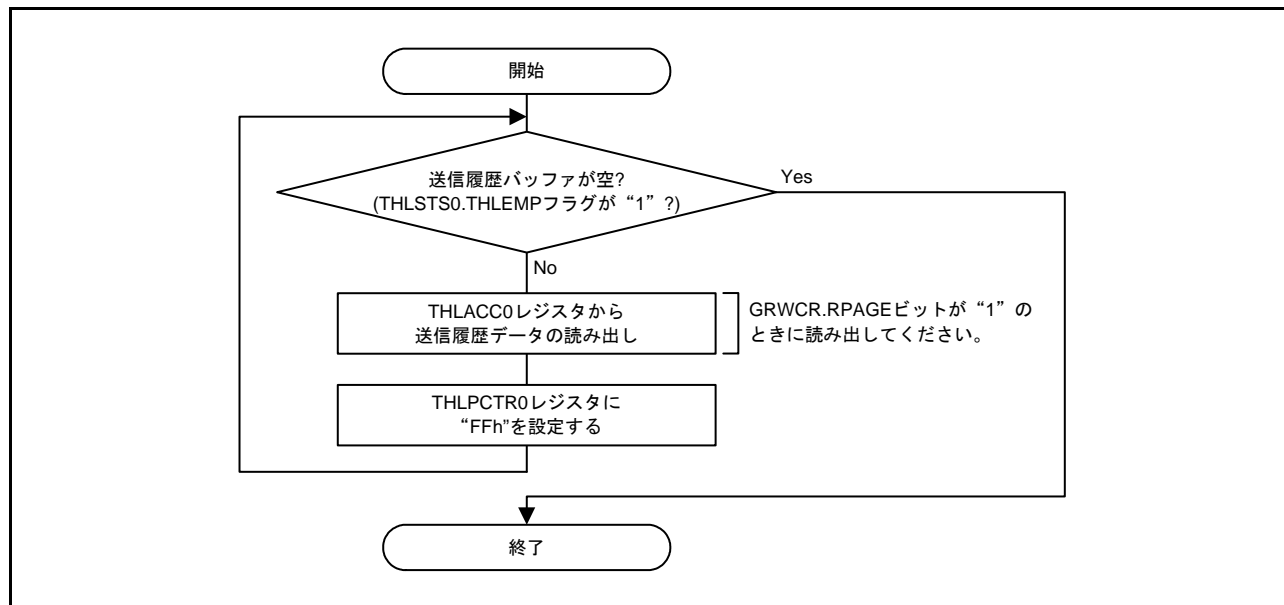 開始
送信履歴バッファが空?
(THLSTS0.THLEMPフラグが“1”?)
Yes
No
THLACC0レジスタから
送信履歴データの読み出し
GRWCR.RPAGEビットが“1”の
ときに読み出してください。
THLPCTR0レジスタに
“FFh”を設定する
終了